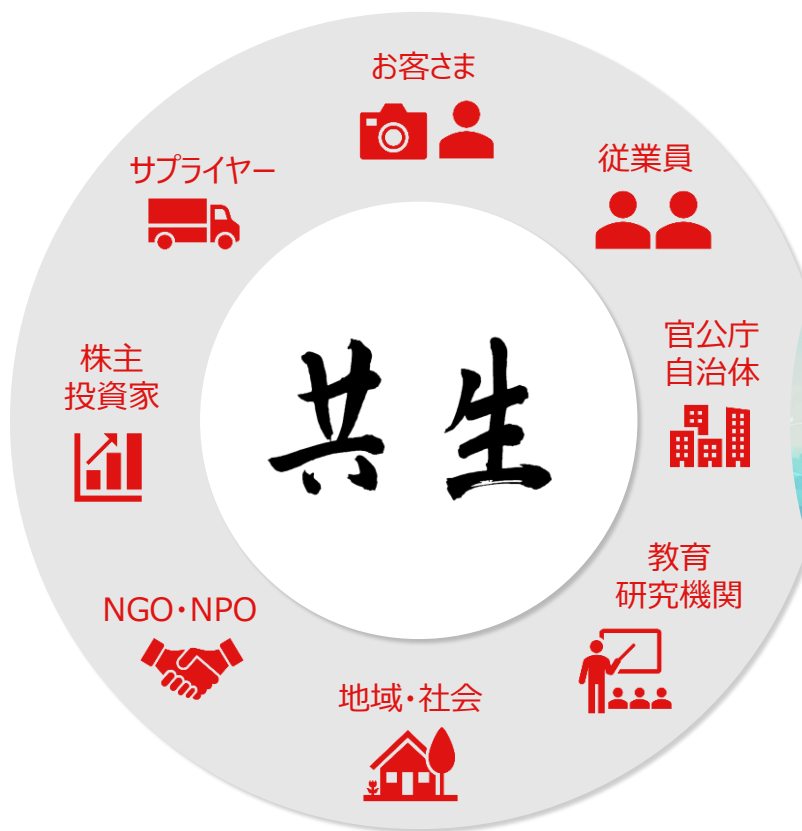 お客さま
従業員
官公庁
自治体
教育
研究機関
地域・社会
NGO・NPO
株主
投資家
サプライヤー
共生